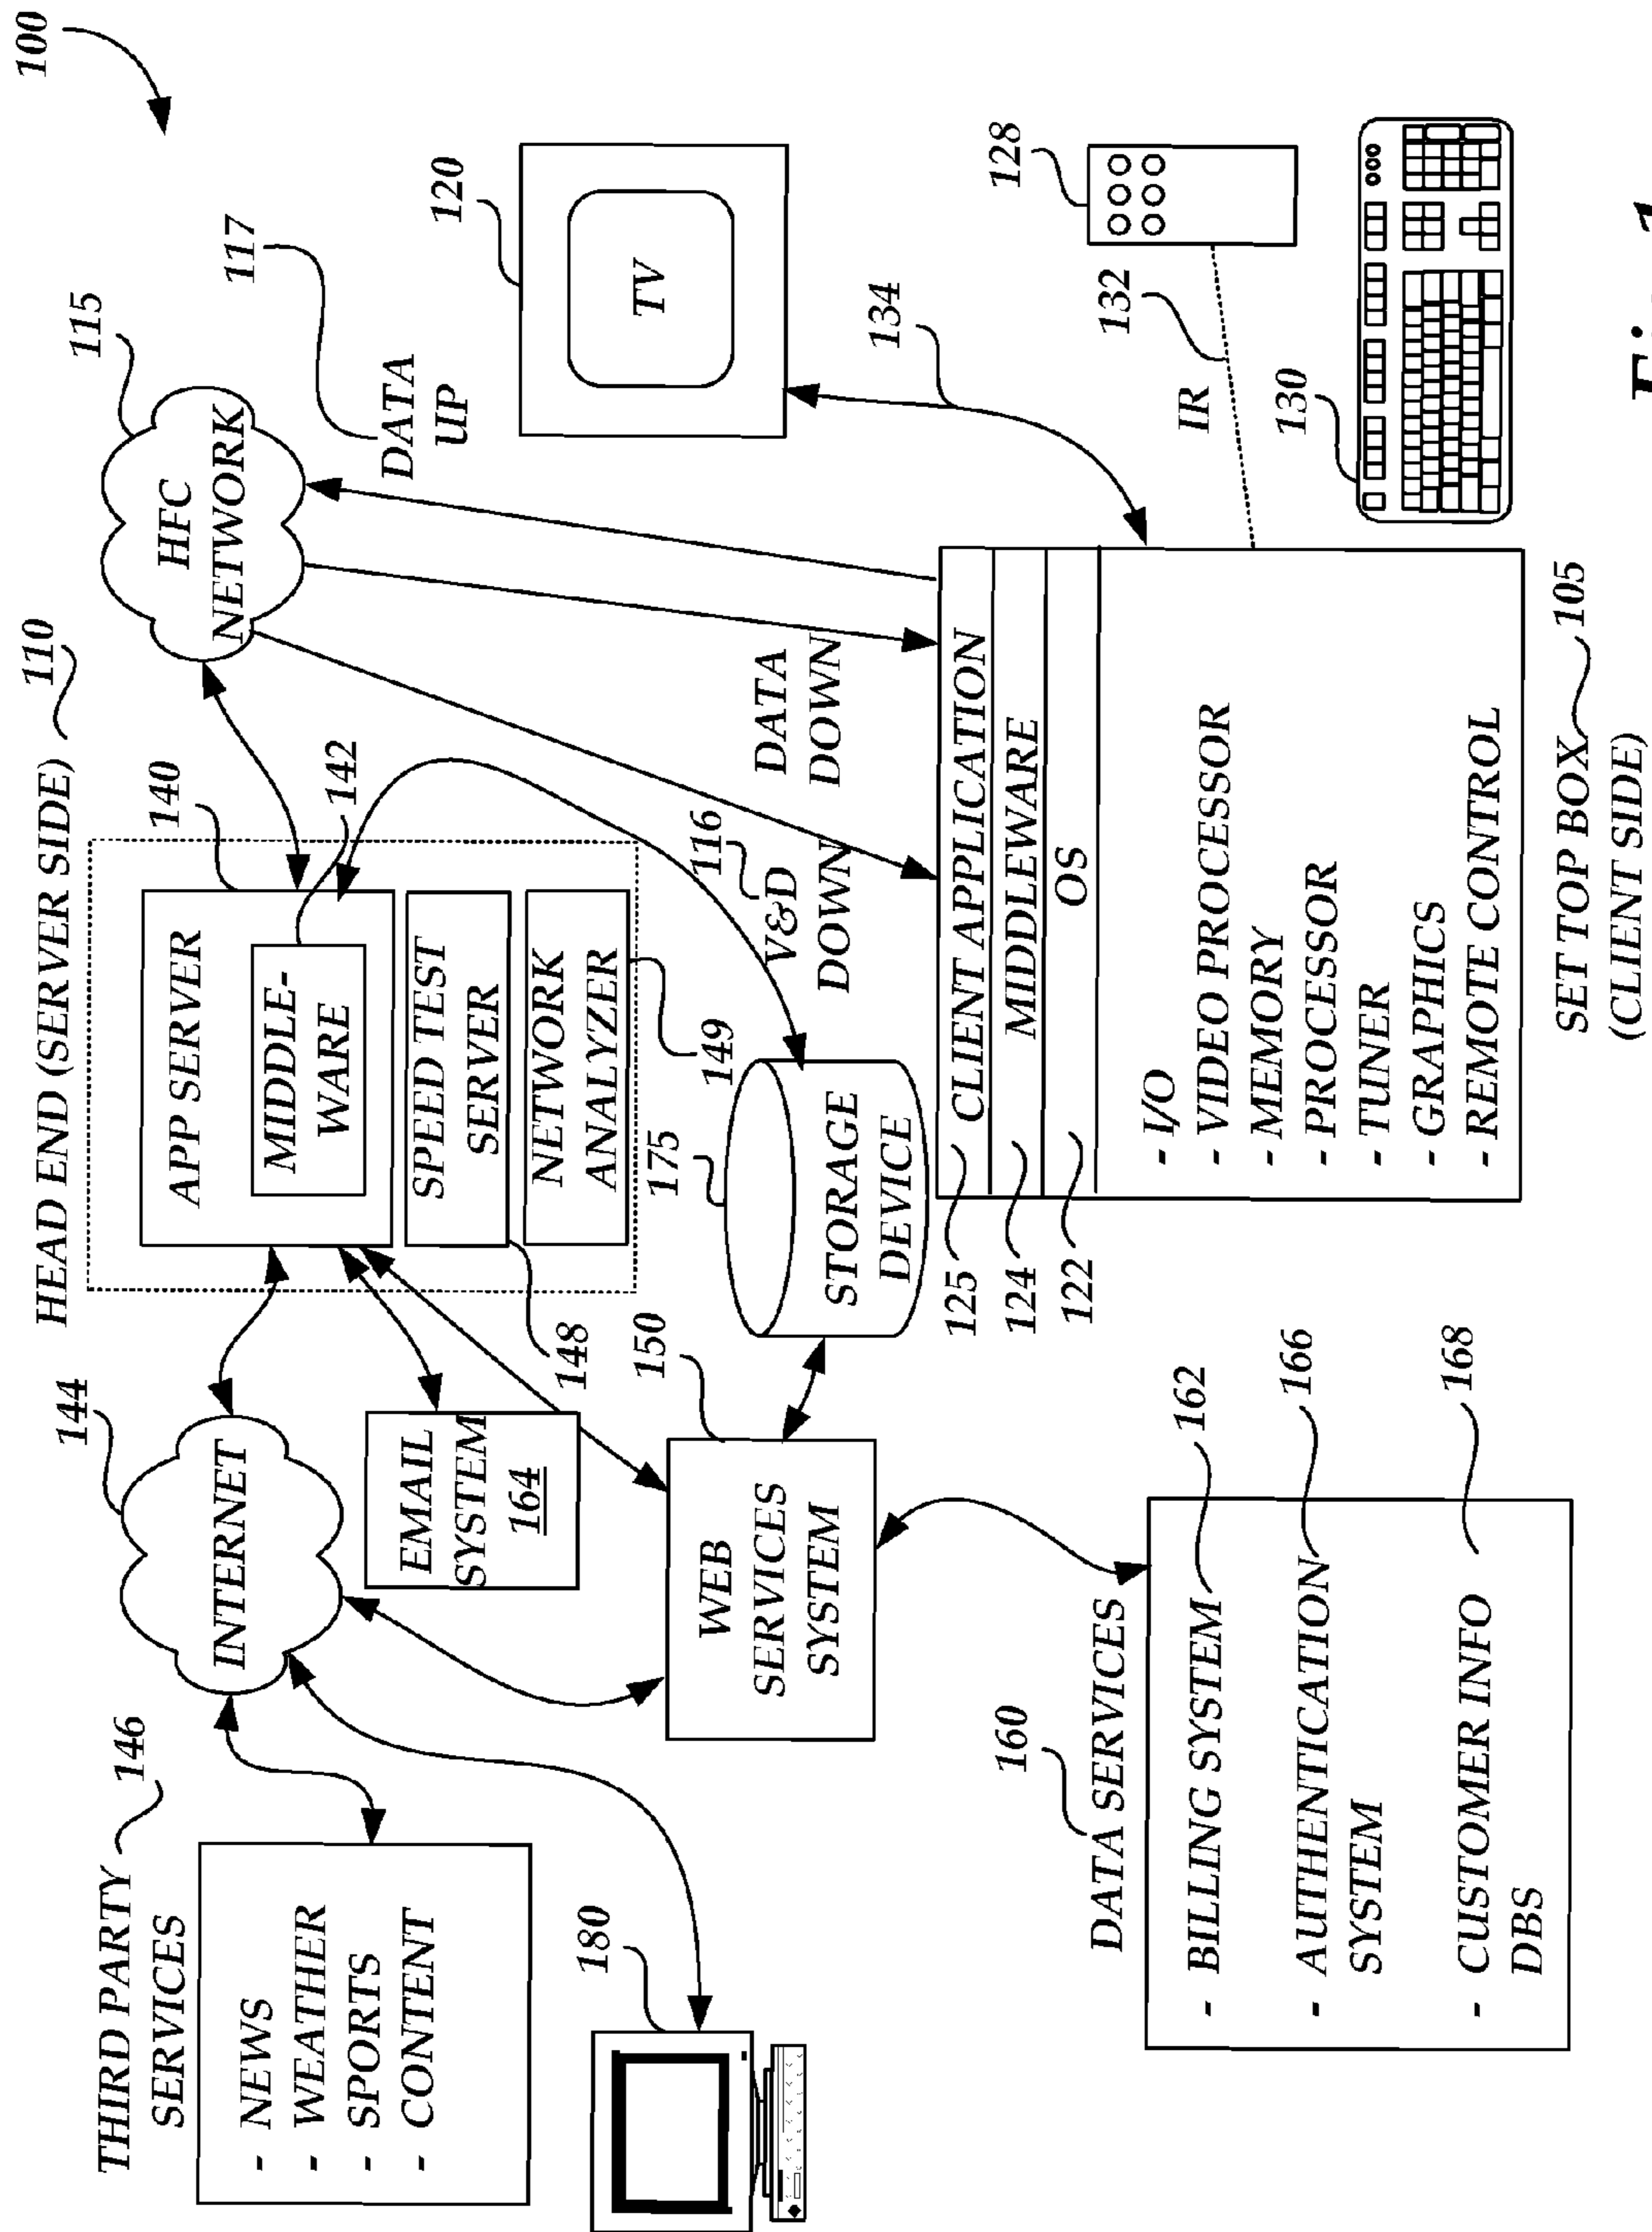 100
HEAD END (SERVER SIDE)
110
115
HFC
NETWORK
117
DATA
UP
120
TV
THIRD PARTY
SERVICES
146
- NEWS
- WEATHER
- SPORTS
- CONTENT
144
INTERNET
140
APP SERVER
142
MIDDLE-
WARE
SPEED TEST
SERVER
NETWORK
ANALYZER
148
149
EMAIL
SYSTEM
164
180
150
WEB
SERVICES
SYSTEM
175
STORAGE
DEVICE
116
V&D
DOWN
DATA
DOWN
134
128
132
IR
130
125
CLIENT APPLICATION
124
MIDDLEWARE
122
OS
- I/O
- VIDEO PROCESSOR
- MEMORY
- PROCESSOR
- TUNER
- GRAPHICS
- REMOTE CONTROL
SET TOP BOX
105
(CLIENT SIDE)
160
DATA SERVICES
- BILLING SYSTEM
162
- AUTHENTICATION
SYSTEM
166
- CUSTOMER INFO
DBS
168